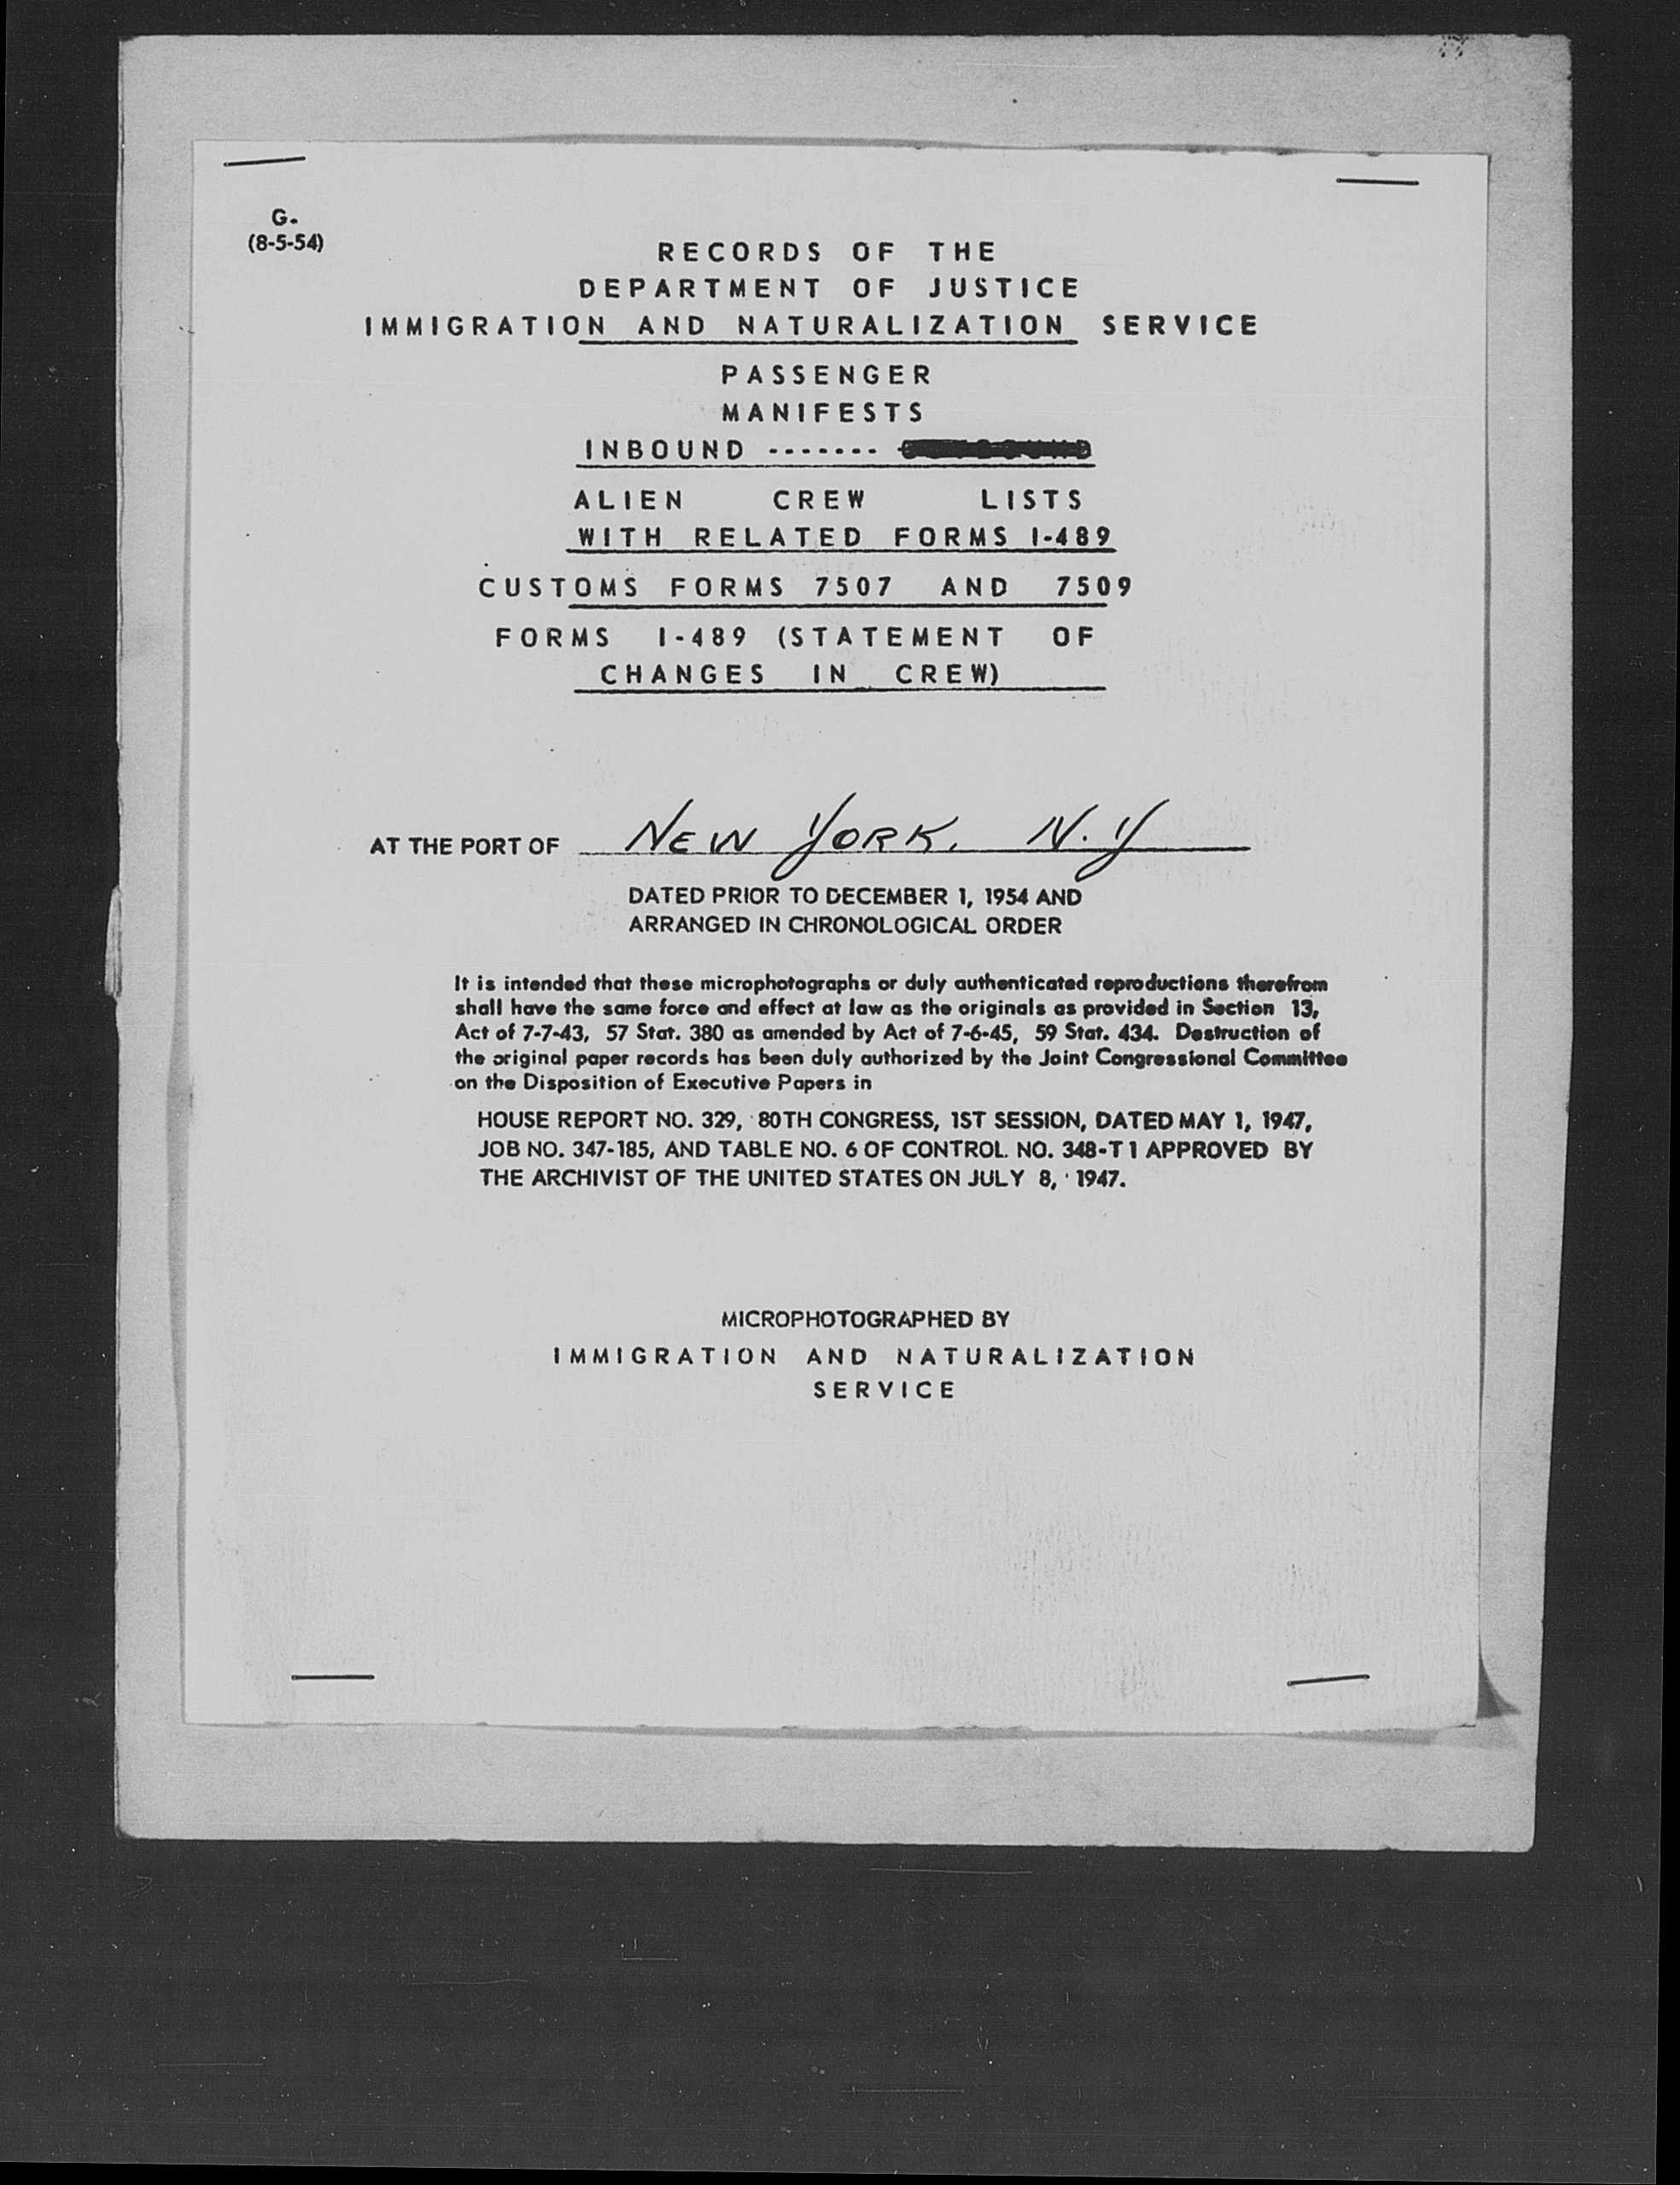 G.
(8-5-54)
RECORDS OF THE
DEPARTMENT OF JUSTICE
IMMIGRATION AND NATURALIZATION SERVICE
PASSENGER
MANIFESTS
INBOUND -------
ALIEN CREW LISTS
WITH RELATED FORMS I-489
CUSTOMS FORMS 7507 AND 7509
FORMS I-489 (STATEMENT OF
CHANGES IN CREW)
AT THE PORT OF NEW YORK, N.Y
DATED PRIOR TO DECEMBER 1, 1954 AND
ARRANGED IN CHRONOLOGICAL ORDER
It is intended that these microphotographs or duly authenticated reproductions therefrom
shall have the same force and effect at law as the originals as provided in Section 13,
Act of 7-7-43, 57 Stat. 380 as amended by Act of 7-6-45, 59 Stat. 434. Destruction of
the original paper records has been duly authorized by the Joint Congressional Committee
on the Disposition of Executive Papers in
HOUSE REPORT NO. 329, 80TH CONGRESS, 1ST SESSION, DATED MAY 1, 1947,
JOB NO. 347-185, AND TABLE NO. 6 OF CONTROL NO. 348-T1 APPROVED BY
THE ARCHIVIST OF THE UNITED STATES ON JULY 8, 1947.
MICROPHOTOGRAPHED BY
IMMIGRATION AND NATURALIZATION
SERVICE